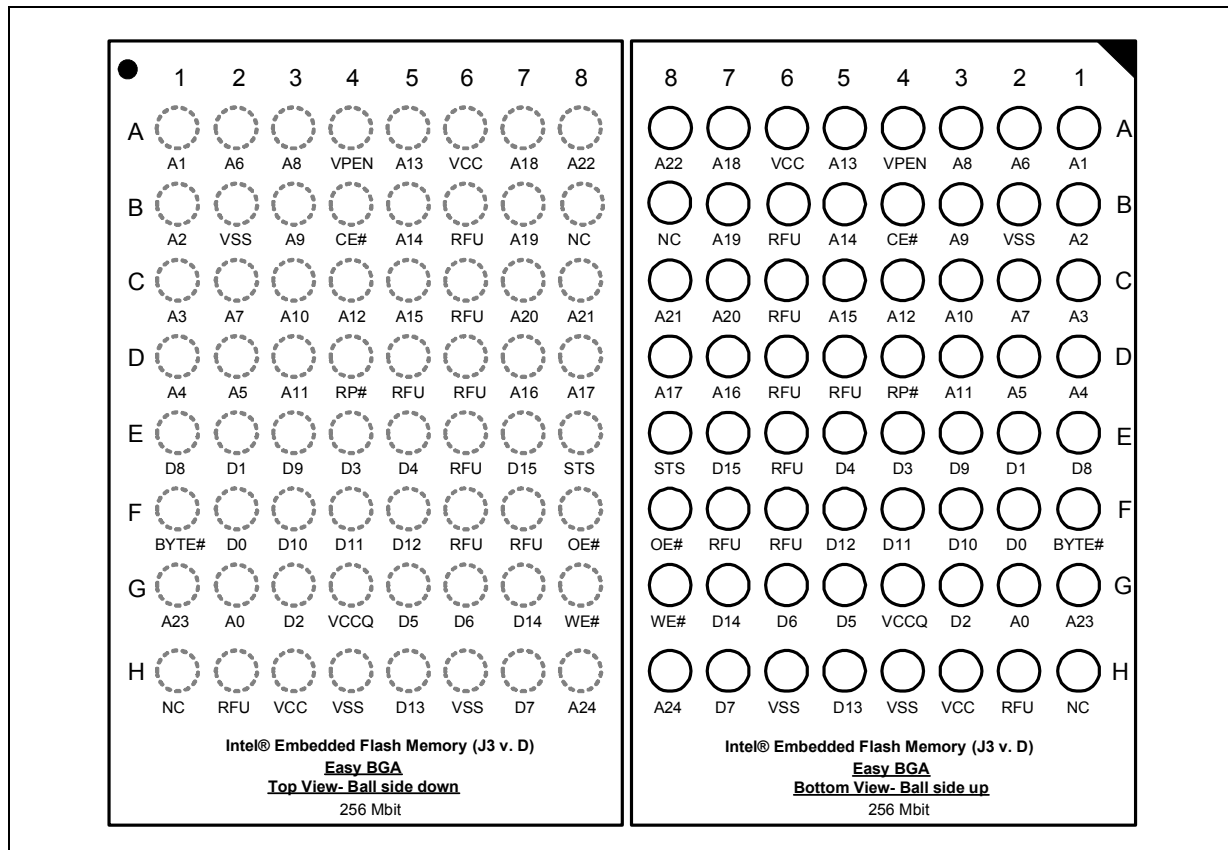 1 2 3 4 5 6 7 8
A
A1 A6 A8 VPEN A13 VCC A18 A22
B
A2 VSS A9 CE# A14 RFU A19 NC
C
A3 A7 A10 A12 A15 RFU A20 A21
D
A4 A5 A11 RP# RFU RFU A16 A17
E
D8 D1 D9 D3 D4 RFU D15 STS
F
BYTE# D0 D10 D11 D12 RFU RFU OE#
G
A23 A0 D2 VCCQ D5 D6 D14 WE#
H
NC RFU VCC VSS D13 VSS D7 A24
Intel® Embedded Flash Memory (J3 v. D)
Easy BGA
Top View- Ball side down
256 Mbit
8 7 6 5 4 3 2 1
A
A22 A18 VCC A13 VPEN A8 A6 A1
B
NC A19 RFU A14 CE# A9 VSS A2
C
A21 A20 RFU A15 A12 A10 A7 A3
D
A17 A16 RFU RFU RP# A11 A5 A4
E
STS D15 RFU D4 D3 D9 D1 D8
F
OE# RFU RFU D12 D11 D10 D0 BYTE#
G
WE# D14 D6 D5 VCCQ D2 A0 A23
H
A24 D7 VSS D13 VSS VCC RFU NC
Intel® Embedded Flash Memory (J3 v. D)
Easy BGA
Bottom View- Ball side up
256 Mbit